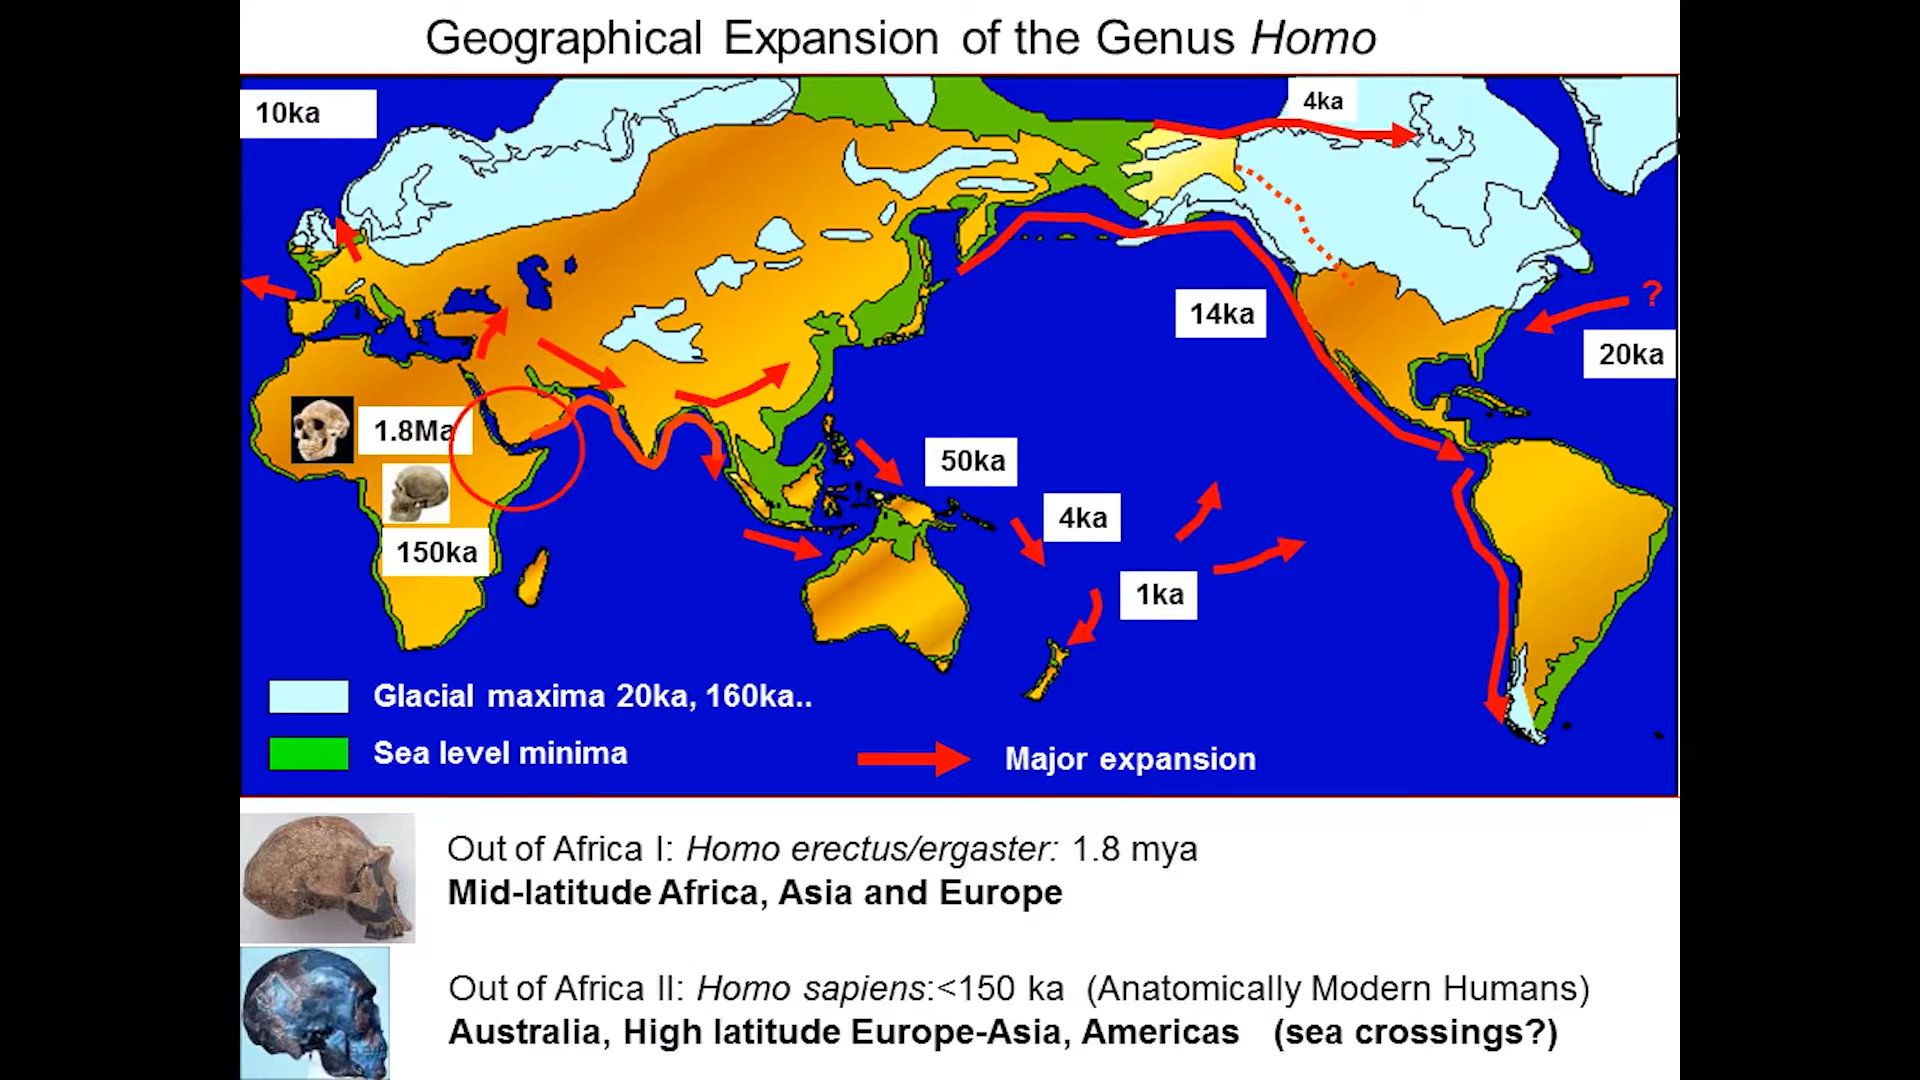 Geographical Expansion of the Genus Homo
10ka
4ka
14ka
?
20ka
1.8Ma
50ka
4ka
150ka
1ka
Glacial maxima 20ka, 160ka..
Sea level minima
Major expansion
Out of Africa I: Homo erectus/ergaster: 1.8 mya
Mid-latitude Africa, Asia and Europe
Out of Africa II: Homo sapiens:<150 ka (Anatomically Modern Humans)
Australia, High latitude Europe-Asia, Americas (sea crossings?)